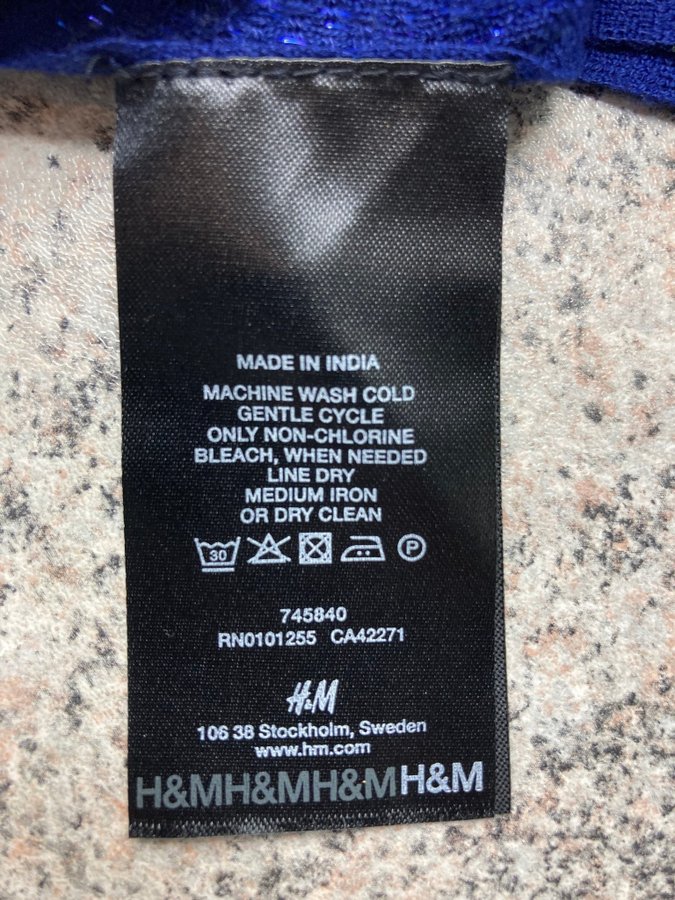 MADE IN INDIA
MACHINE WASH COLD
GENTLE CYCLE
ONLY NON-CHLORINE
BLEACH, WHEN NEEDED
LINE DRY
MEDIUM IRON
OR DRY CLEAN
30 P
745840
RN0101255 CA42271
H&M
106 38 Stockholm, Sweden
www.hm.com
H&MH&MH&MH&M